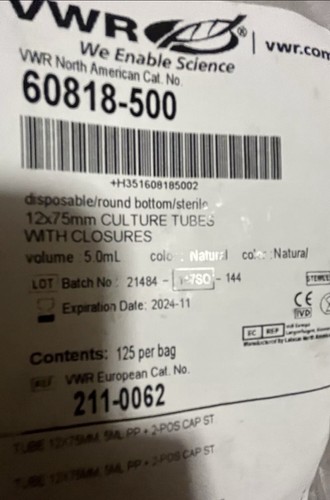 VWR® | vwr.com
We Enable Science
VWR North American Cat. No.
60818-500
+H351608185002
disposable/round bottom/sterile
12x75mm CULTURE TUBES
WITH CLOSURES
volume : 5.0mL color: Natural color: Natural/
LOT Batch No : 21484 - - 144
Expiration Date: 2024-11
CE
IVD
Contents: 125 per bag
EC REP
REF VWR European Cat. No.
211-0062
TUBE 12X75MM, 5ML PP + 2-POS CAP ST
TUBE 12X75MM, 5ML PP + 2-POS CAP ST